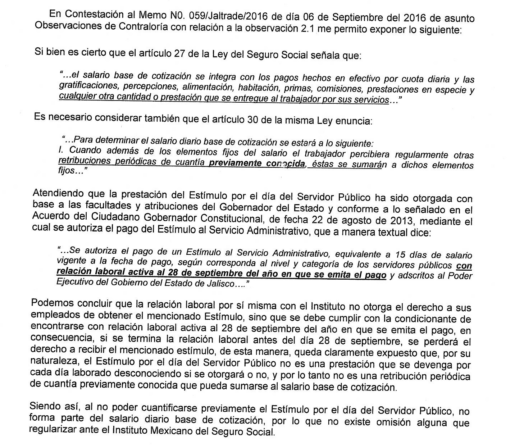 En Contestación al Memo N0. 059/Jaltrade/2016 de día 06 de Septiembre del 2016 de asunto
Observaciones de Contraloría con relación a la observación 2.1 me permito exponer lo siguiente:
Si bien es cierto que el artículo 27 de la Ley del Seguro Social señala que:
"...el salario base de cotización se integra con los pagos hechos en efectivo por cuota diaria y las
gratificaciones, percepciones, alimentación, habitación, primas, comisiones, prestaciones en especie y
cualquier otra cantidad o prestación que se entregue al trabajador por sus servicios..."
Es necesario considerar también que el artículo 30 de la misma Ley enuncia:
"...Para determinar el salario diario base de cotización se estará a lo siguiente:
I. Cuando además de los elementos fijos del salario el trabajador percibiera regularmente otras
retribuciones periódicas de cuantía previamente conocida, éstas se sumarán a dichos elementos
fijos..."
Atendiendo que la prestación del Estímulo por el día del Servidor Público ha sido otorgada con
base a las facultades y atribuciones del Gobernador del Estado y conforme a lo señalado en el
Acuerdo del Ciudadano Gobernador Constitucional, de fecha 22 de agosto de 2013, mediante el
cual se autoriza el pago del Estímulo al Servicio Administrativo, que a manera textual dice:
"...Se autoriza el pago de un Estímulo al Servicio Administrativo, equivalente a 15 días de salario
vigente a la fecha de pago, según corresponda al nivel y categoría de los servidores públicos con
relación laboral activa al 28 de septiembre del año en que se emita el pago y adscritos al Poder
Ejecutivo del Gobierno del Estado de Jalisco...."
Podemos concluir que la relación laboral por sí misma con el Instituto no otorga el derecho a sus
empleados de obtener el mencionado Estímulo, sino que se debe cumplir con la condicionante de
encontrarse con relación laboral activa al 28 de septiembre del año en que se emita el pago, en
consecuencia, si se termina la relación laboral antes del día 28 de septiembre, se perderá el
derecho a recibir el mencionado estímulo, de esta manera, queda claramente expuesto que, por su
naturaleza, el Estímulo por el día del Servidor Público no es una prestación que se devenga por
cada día laborado desconociendo si se otorgará o no, y por lo tanto no es una retribución periódica
de cuantía previamente conocida que pueda sumarse al salario base de cotización.
Siendo así, al no poder cuantificarse previamente el Estímulo por el día del Servidor Público, no
forma parte del salario diario base de cotización, por lo que no existe omisión alguna que
regularizar ante el Instituto Mexicano del Seguro Social.